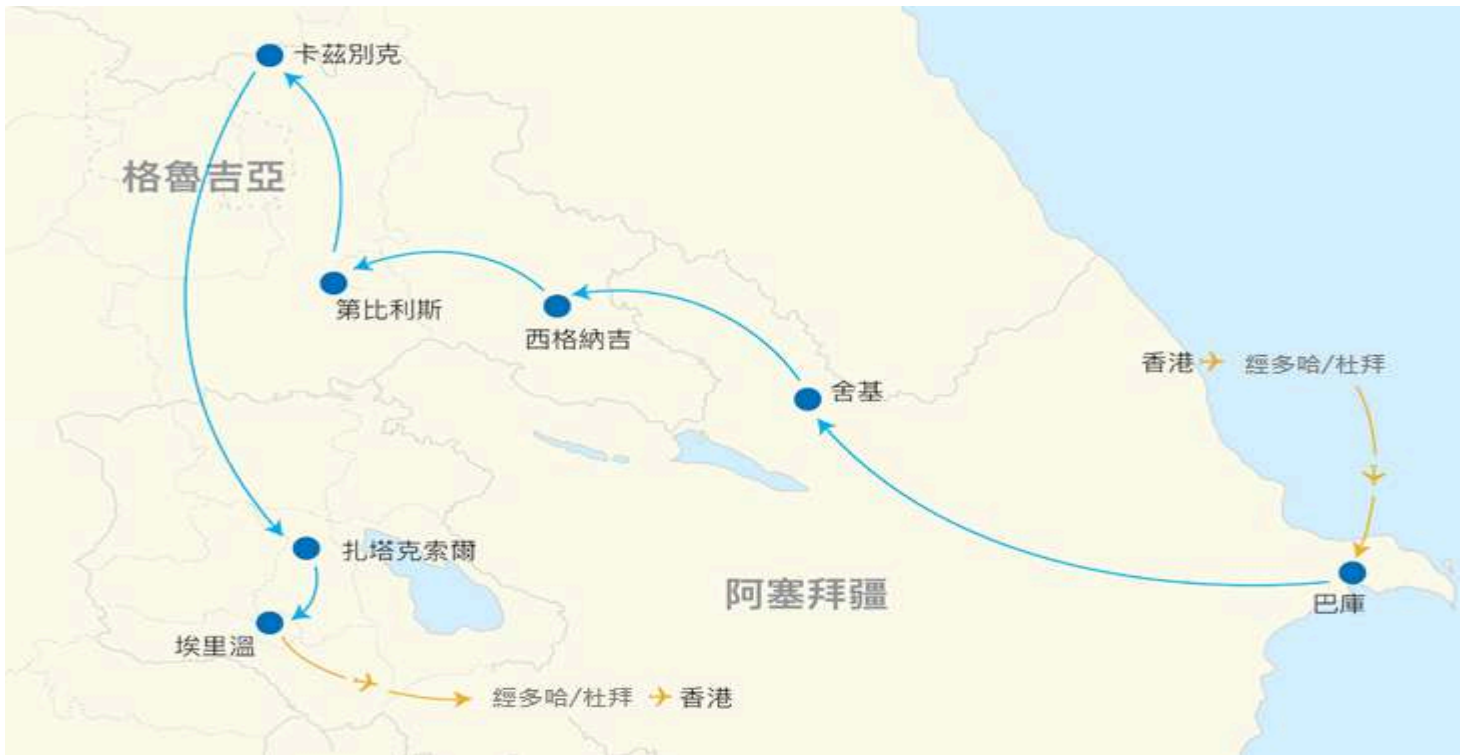 卡茲別克
格魯吉亞
第比利斯
西格納吉
香港 經多哈/杜拜
舍基
扎塔克索爾
阿塞拜疆
巴庫
埃里溫
經多哈/杜拜 香港